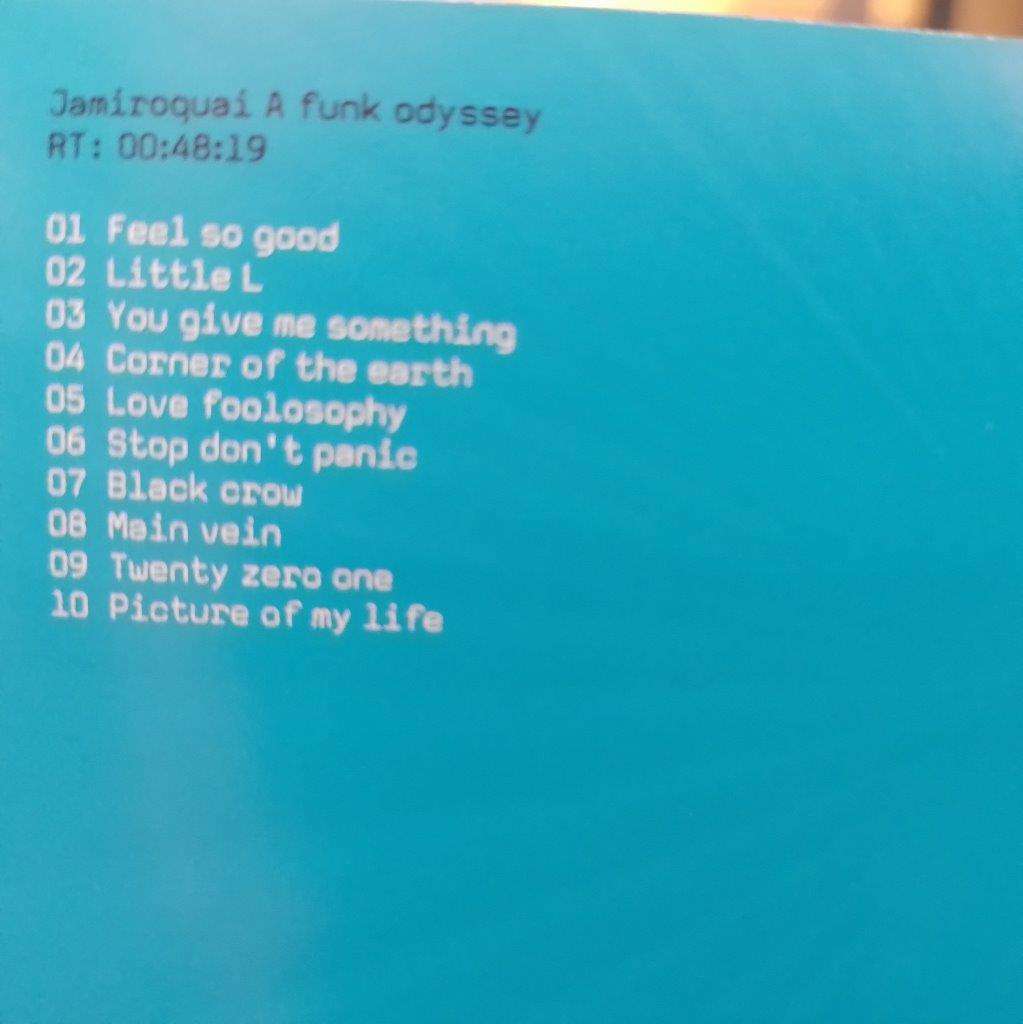 Jamiroquai A funk odyssey
RT: 00:48:19
01 Feel so good
02 Little L
03 You give me something
04 Corner of the earth
05 Love foolosophy
06 Stop don't panic
07 Black crow
08 Main vein
09 Twenty zero one
10 Picture of my life